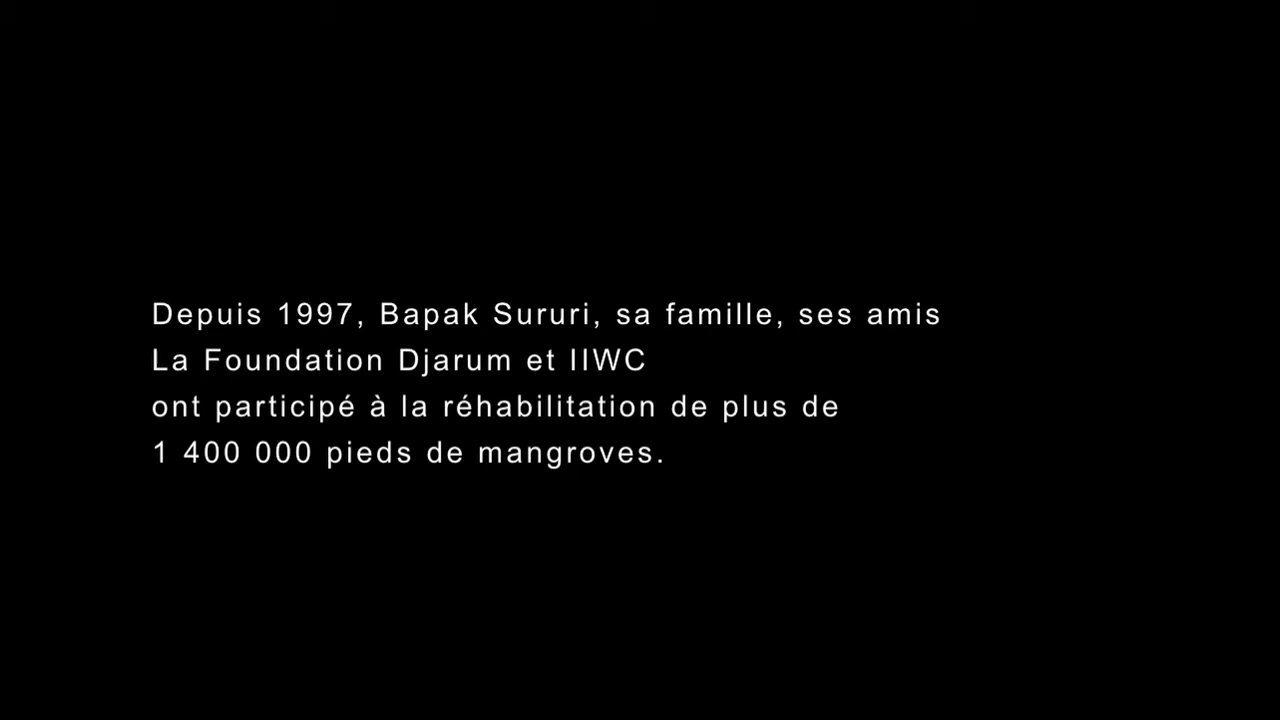 Depuis 1997, Bapak Sururi, sa famille, ses amis
La Foundation Djarum et IIWC
ont participé à la réhabilitation de plus de
1 400 000 pieds de mangroves.